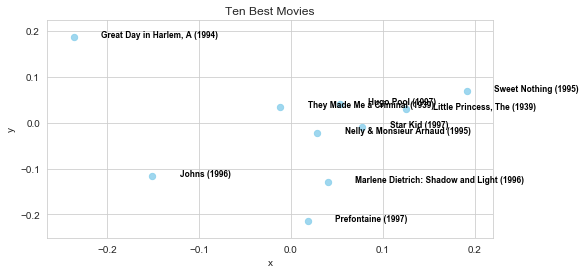 Ten Best Movies
0.2
0.1
0.0
−0.1
−0.2
y
Great Day in Harlem, A (1994)
Sweet Nothing (1995)
Hugo Pool (1997)
They Made Me a Criminal (1939)
Little Princess, The (1939)
Star Kid (1997)
Nelly & Monsieur Arnaud (1995)
Johns (1996)
Marlene Dietrich: Shadow and Light (1996)
Prefontaine (1997)
−0.2
−0.1
0.0
0.1
0.2
x